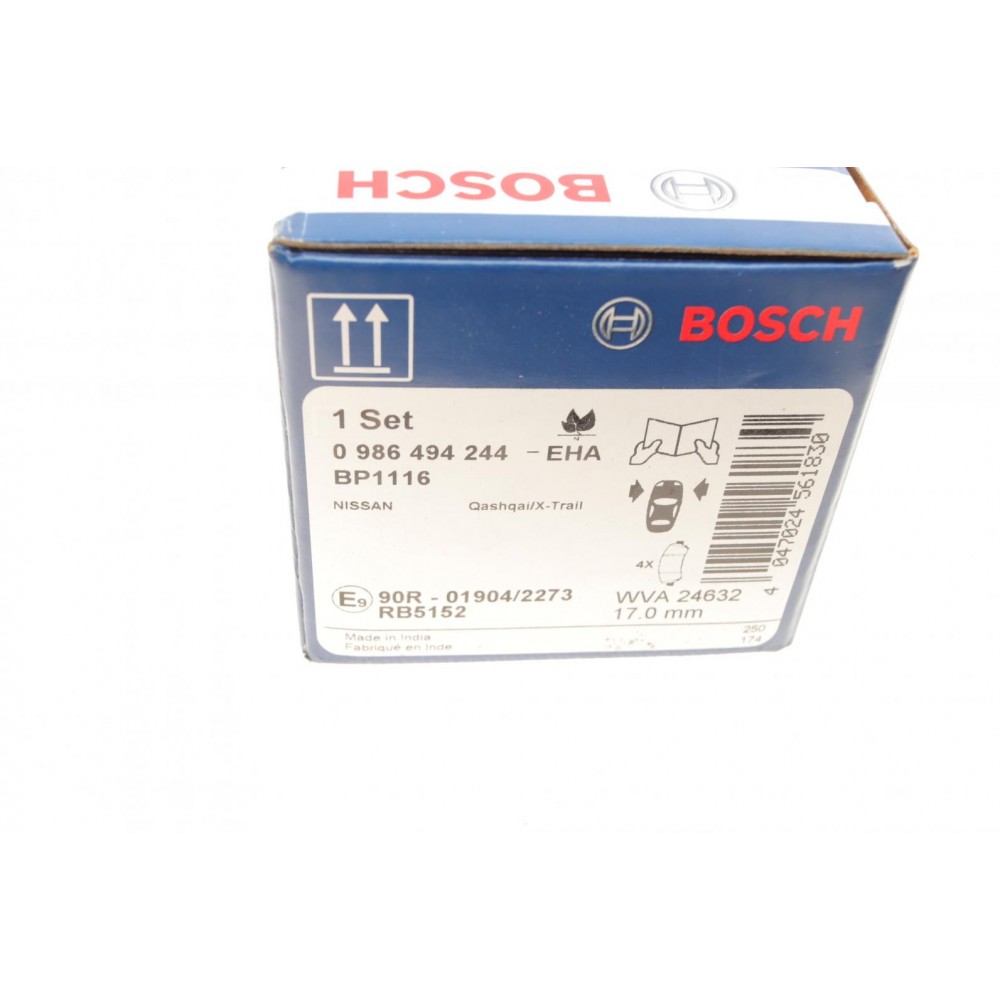 BOSCH
BOSCH
1 Set
0 986 494 244 - EHA
BP1116
NISSAN Qashqai/X-Trail
4X
4 047024 561830
E9 90R - 01904/2273
RB5152
WVA 24632
17.0 mm
Made in India
Fabriqué en Inde
250
174